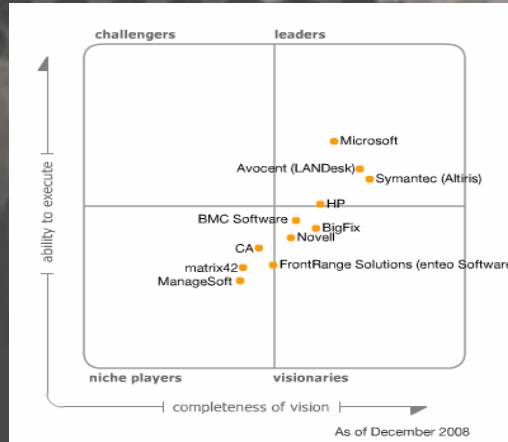 challengers
leaders
Microsoft
Avocent (LANDesk)
Symantec (Altiris)
HP
BMC Software
BigFix
Novell
CA
FrontRange Solutions (enteo Software
matrix42
ManageSoft
ability to execute
niche players
visionaries
completeness of vision
As of December 2008